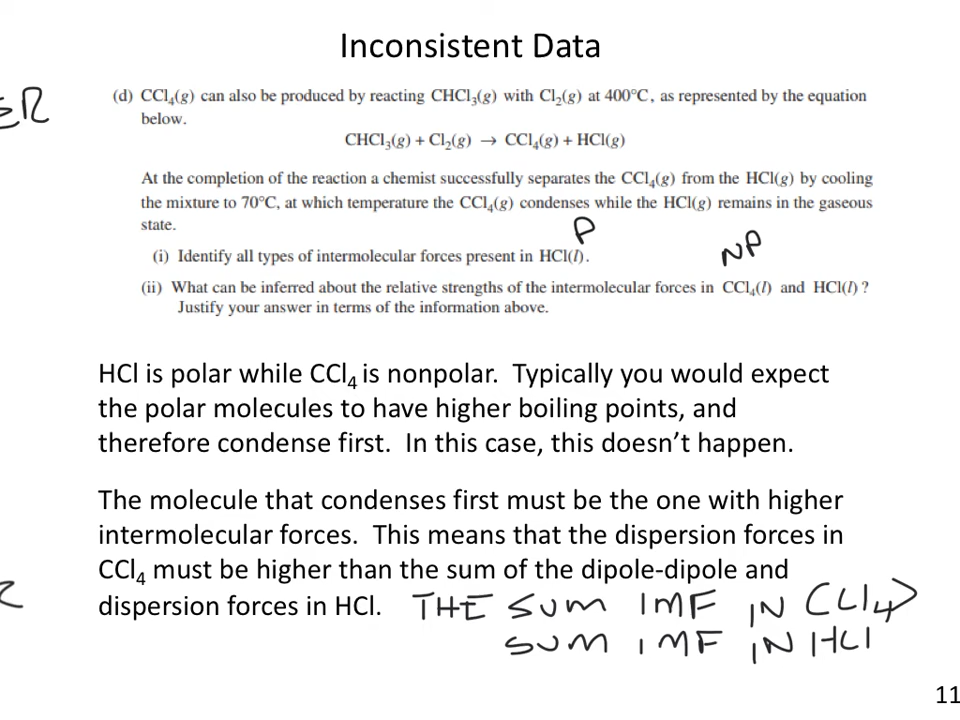 Inconsistent Data
ER
(d) CCl₄(g) can also be produced by reacting CHCl₃(g) with Cl₂(g) at 400°C, as represented by the equation
below.
CHCl₃(g) + Cl₂(g) → CCl₄(g) + HCl(g)
At the completion of the reaction a chemist successfully separates the CCl₄(g) from the HCl(g) by cooling
the mixture to 70°C, at which temperature the CCl₄(g) condenses while the HCl(g) remains in the gaseous
state.
P
NP
(i) Identify all types of intermolecular forces present in HCl(l).
(ii) What can be inferred about the relative strengths of the intermolecular forces in CCl₄(l) and HCl(l) ?
Justify your answer in terms of the information above.
HCl is polar while CCl₄ is nonpolar. Typically you would expect
the polar molecules to have higher boiling points, and
therefore condense first. In this case, this doesn’t happen.
The molecule that condenses first must be the one with higher
intermolecular forces. This means that the dispersion forces in
CCl₄ must be higher than the sum of the dipole-dipole and
dispersion forces in HCl. THE SUM IMF IN CCl₄ >
SUM IMF IN HCl
11